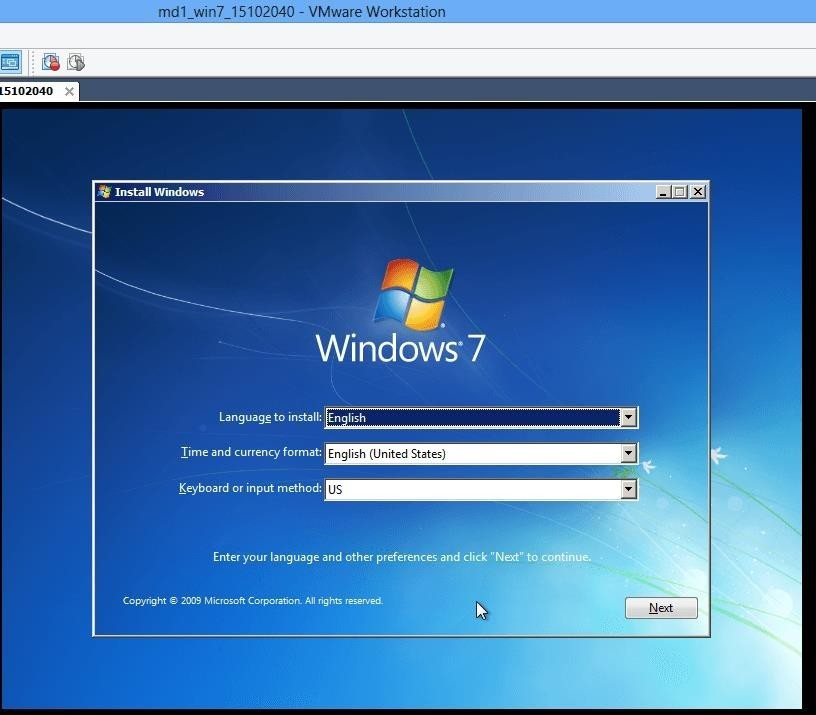 md1_win7_15102040 - VMware Workstation
15102040
Install Windows
Windows® 7
Language to install: English
Time and currency format: English (United States)
Keyboard or input method: US
Enter your language and other preferences and click "Next" to continue.
Copyright © 2009 Microsoft Corporation. All rights reserved.
Next